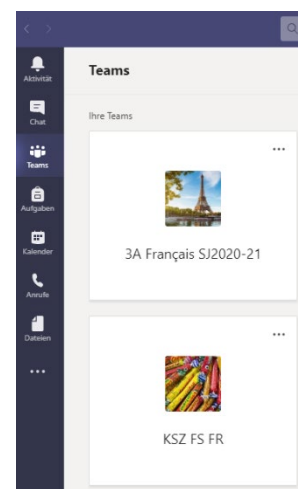 Teams
Aktivität
Chat
Teams
Aufgaben
Kalender
Anrufe
Dateien
Ihre Teams
3A Français SJ2020-21
KSZ FS FR